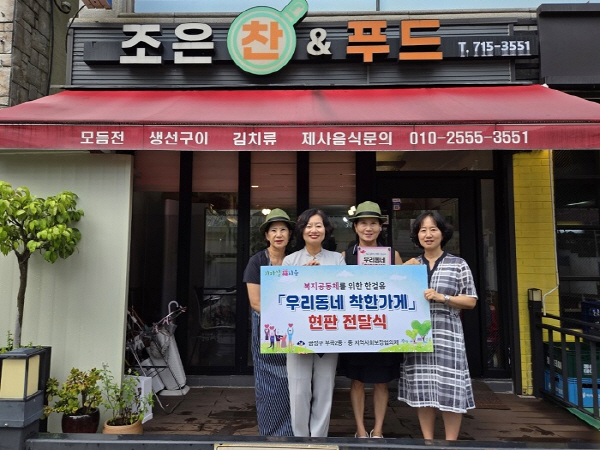 조은 찬 & 푸드 T. 715-3551
모듬전 생선구이 김치류 제사음식문의 010-2555-3551
우리동네
복지공동체를 위한 한걸음
「우리동네 착한가게」
현판 전달식